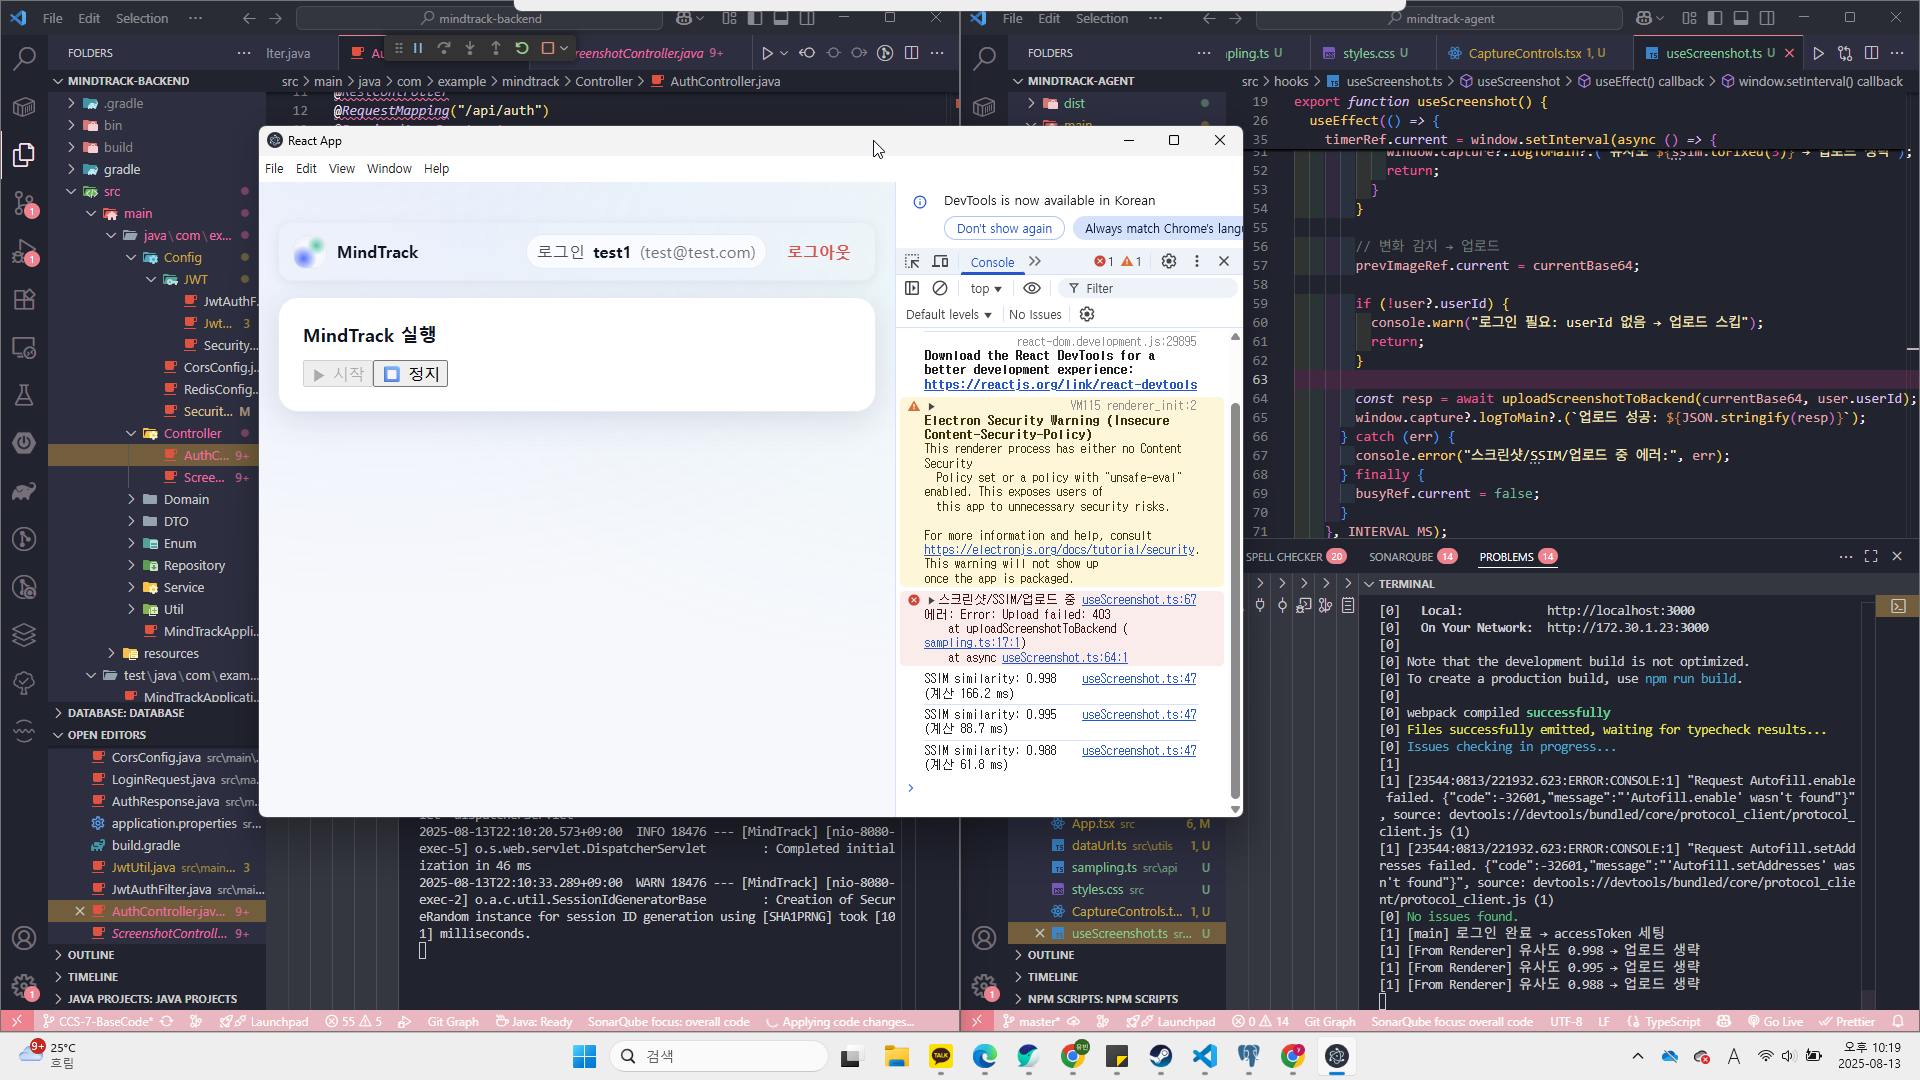 File Edit Selection ··· mindtrack-backend
FOLDERS ···
MINDTRACK-BACKEND
.gradle
bin
build
gradle
src
main
java\com\ex...
Config
JWT
JwtAuthF...
Jwt... 3
Security...
CorsConfig.j...
RedisConfig...
Securit... M
Controller
AuthC... 9+
Scree... 9+
Domain
DTO
Enum
Repository
Service
Util
MindTrackAppli...
resources
test\java\com\exam...
MindTrackApplicati...
DATABASE: DATABASE
OPEN EDITORS
CorsConfig.java src\main\...
LoginRequest.java src\ma...
AuthResponse.java src\m...
application.properties sr...
build.gradle
JwtUtil.java src\main... 3
JwtAuthFilter.java src\mai...
AuthController.jav... 9+
ScreenshotControll... 9+
OUTLINE
TIMELINE
JAVA PROJECTS: JAVA PROJECTS
lter.java
ScreenshotController.java 9+
src > main > java > com > example > mindtrack > Controller > AuthController.java
11 @RestController
12 @RequestMapping("/api/auth")
React App
File Edit View Window Help
MindTrack
로그인 test1 (test@test.com)
로그아웃
MindTrack 실행
▶ 시작
정지
DevTools is now available in Korean
Don't show again
Always match Chrome's langu
Console
1 1
top
Filter
Default levels
No Issues
react-dom.development.js:29895
Download the React DevTools for a
better development experience:
https://reactjs.org/link/react-devtools
VM115 renderer_init:2
Electron Security Warning (Insecure
Content-Security-Policy)
This renderer process has either no Content
Security
Policy set or a policy with "unsafe-eval"
enabled. This exposes users of
this app to unnecessary security risks.
For more information and help, consult
https://electronjs.org/docs/tutorial/security.
This warning will not show up
once the app is packaged.
스크린샷/SSIM/업로드 중 useScreenshot.ts:67
에러: Error: Upload failed: 403
at uploadScreenshotToBackend (
sampling.ts:17:1)
at async useScreenshot.ts:64:1
SSIM similarity: 0.998 useScreenshot.ts:47
(계산 166.2 ms)
SSIM similarity: 0.995 useScreenshot.ts:47
(계산 88.7 ms)
SSIM similarity: 0.988 useScreenshot.ts:47
(계산 61.8 ms)
2025-08-13T22:10:20.573+09:00 INFO 18476 --- [MindTrack] [nio-8080-
exec-5] o.s.web.servlet.DispatcherServlet : Completed initial
ization in 46 ms
2025-08-13T22:10:33.289+09:00 WARN 18476 --- [MindTrack] [nio-8080-
exec-2] o.a.c.util.SessionIdGeneratorBase : Creation of Secur
eRandom instance for session ID generation using [SHA1PRNG] took [10
1] milliseconds.
CCS-7-BaseCode* Launchpad 55 5 Git Graph Java: Ready SonarQube focus: overall code Applying code changes...
File Edit Selection ··· mindtrack-agent
FOLDERS ···
MINDTRACK-AGENT
dist
main
mpling.ts U
styles.css U
CaptureControls.tsx 1, U
useScreenshot.ts U
src > hooks > useScreenshot.ts > useScreenshot > useEffect() callback > window.setInterval() callback
19 export function useScreenshot() {
26 useEffect(() => {
35 timerRef.current = window.setInterval(async () => {
51 window.capture?.logToMain?.(`유사도 ${ssim.toFixed(3)} → 업로드 생략`);
52 return;
53 }
54 }
55
56 // 변화 감지 → 업로드
57 prevImageRef.current = currentBase64;
58
59 if (!user?.userId) {
60 console.warn("로그인 필요: userId 없음 → 업로드 스킵");
61 return;
62 }
63
64 const resp = await uploadScreenshotToBackend(currentBase64, user.userId);
65 window.capture?.logToMain?.(`업로드 성공: ${JSON.stringify(resp)}`);
66 } catch (err) {
67 console.error("스크린샷/SSIM/업로드 중 에러:", err);
68 } finally {
69 busyRef.current = false;
70 }
71 }, INTERVAL_MS);
SPELL CHECKER 20 SONARQUBE 14 PROBLEMS 14
TERMINAL
[0] Local: http://localhost:3000
[0] On Your Network: http://172.30.1.23:3000
[0]
[0] Note that the development build is not optimized.
[0] To create a production build, use npm run build.
[0]
[0] webpack compiled successfully
[0] Files successfully emitted, waiting for typecheck results...
[0] Issues checking in progress...
[1]
[1] [23544:0813/221932.623:ERROR:CONSOLE:1] "Request Autofill.enable
failed. {"code":-32601,"message":"'Autofill.enable' wasn't found"}"
, source: devtools://devtools/bundled/core/protocol_client/protocol_
client.js (1)
[1] [23544:0813/221932.623:ERROR:CONSOLE:1] "Request Autofill.setAdd
resses failed. {"code":-32601,"message":"'Autofill.setAddresses' was
n't found"}", source: devtools://devtools/bundled/core/protocol_clie
nt/protocol_client.js (1)
[0] No issues found.
[1] [main] 로그인 완료 → accessToken 세팅
[1] [From Renderer] 유사도 0.998 → 업로드 생략
[1] [From Renderer] 유사도 0.995 → 업로드 생략
[1] [From Renderer] 유사도 0.988 → 업로드 생략
App.tsx src 6, M
dataUrl.ts src\utils 1, U
sampling.ts src\api U
styles.css src U
CaptureControls.t... 1, U
useScreenshot.ts sr... U
OUTLINE
TIMELINE
NPM SCRIPTS: NPM SCRIPTS
master* Launchpad 0 14 Git Graph SonarQube focus: overall code UTF-8 LF TypeScript Go Live Prettier
25°C
흐림
검색
오후 10:19
2025-08-13